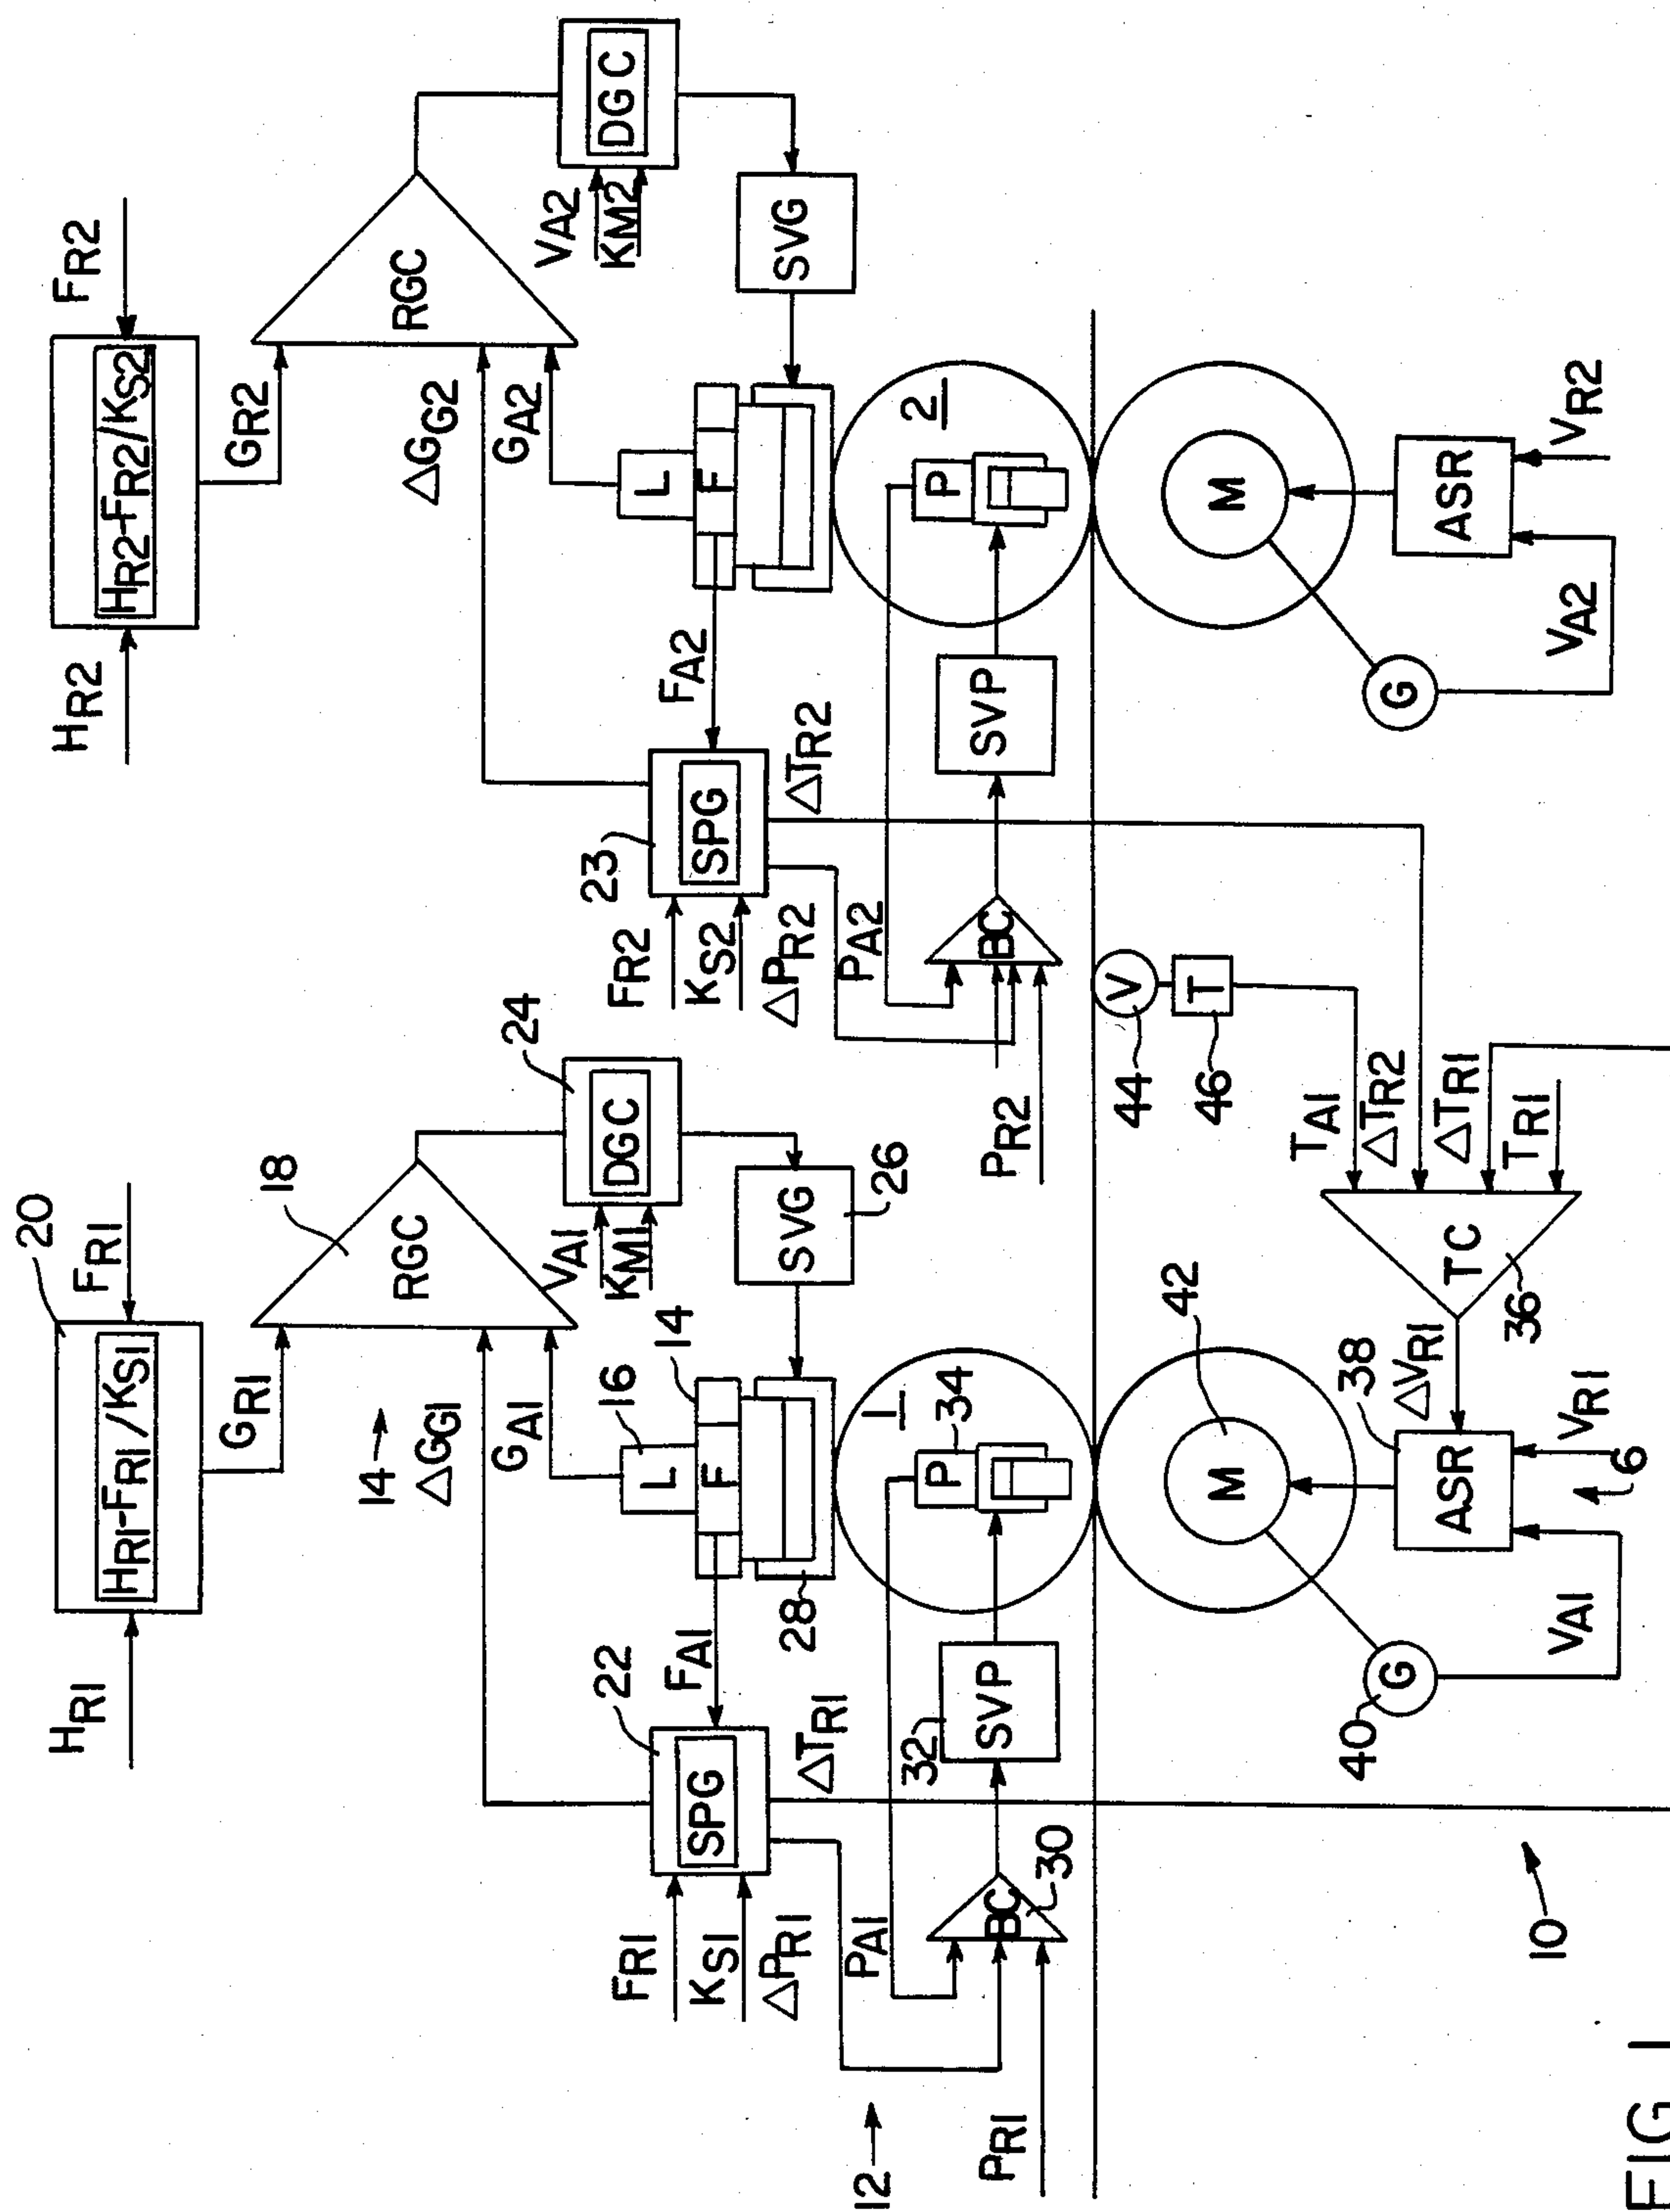 20
HR1
HR1-FR1/KS1
FR1
HR2
HR2-FR2/KS2
FR2
GR1
18
RGC
GR2
RGC
14
ΔGG1
GA1
VA1
KM1
24
DGC
ΔGG2
GA2
VA2
KM2
DGC
16
L
14
F
SVG
26
L
F
SVG
22
FA1
28
23
FA2
FR1
KS1
SPG
ΔTR1
FR2
KS2
SPG
ΔTR2
ΔPR1
PA1
1
ΔPR2
PA2
2
12
32
SVP
P
34
SVP
P
PR1
BC
30
PR2
BC
44
V
46
T
42
M
M
TA1
ΔTR2
ΔTR1
TR1
TC
36
40
G
38
ΔVR1
ASR
G
ASR
VA1
VR1
6
VA2
VR2
10
FIG. 1